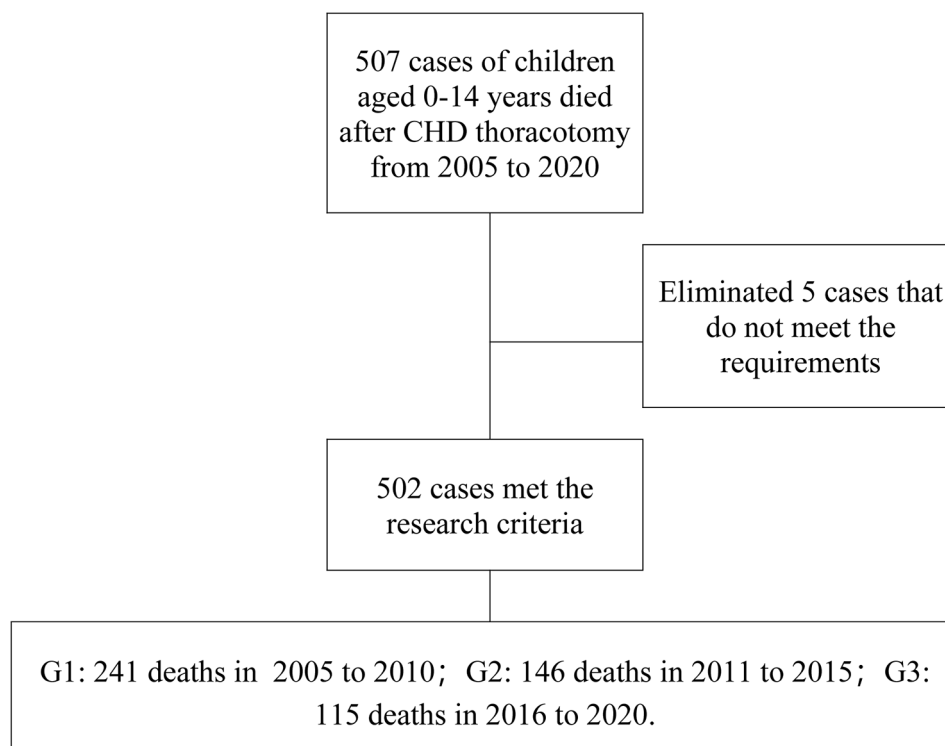 507 cases of children
aged 0-14 years died
after CHD thoracotomy
from 2005 to 2020
Eliminated 5 cases that
do not meet the
requirements
502 cases met the
research criteria
G1: 241 deaths in  2005 to 2010；G2: 146 deaths in 2011 to 2015；G3:
115 deaths in 2016 to 2020.